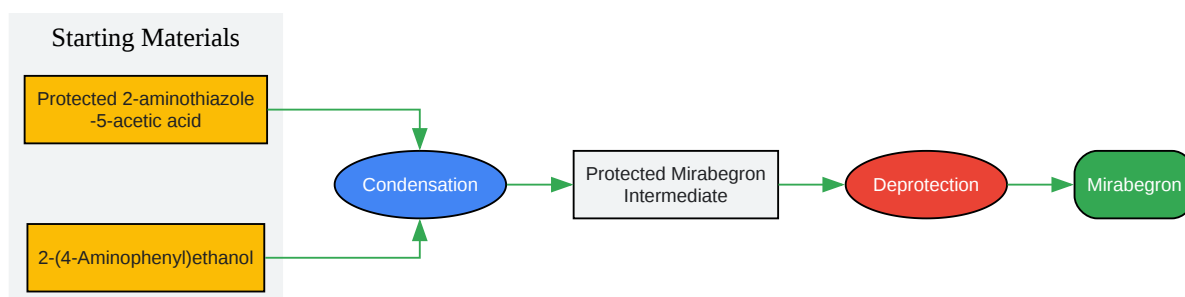 Starting Materials
Protected 2-aminothiazole
-5-acetic acid
Condensation
Protected Mirabegron
Intermediate
Deprotection
Mirabegron
2-(4-Aminophenyl)ethanol